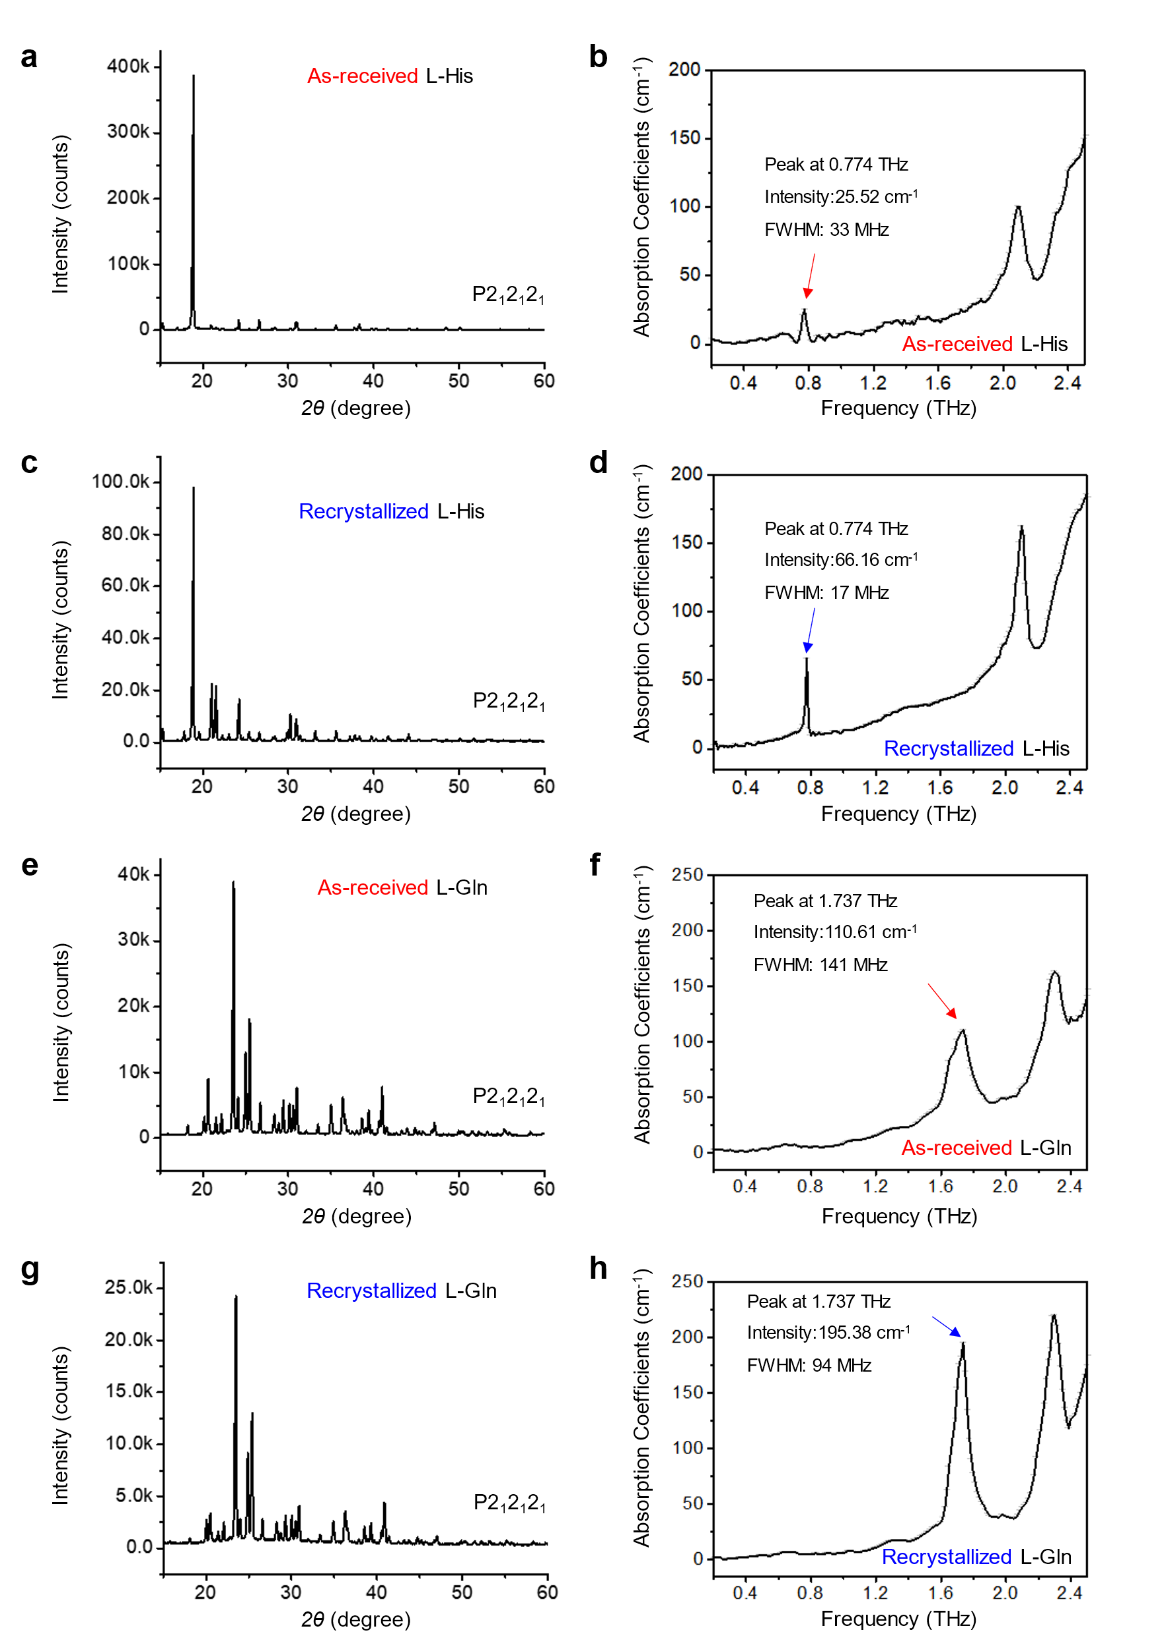 a
As-received L-His
400k
300k
200k
100k
0
Intensity (counts)
P2₁2₁2₁
20 30 40 50 60
2θ (degree)
b
200
150
100
50
0
Absorption Coefficients (cm⁻¹)
Peak at 0.774 THz
Intensity:25.52 cm⁻¹
FWHM: 33 MHz
As-received L-His
0.4 0.8 1.2 1.6 2.0 2.4
Frequency (THz)
c
Recrystallized L-His
100.0k
80.0k
60.0k
40.0k
20.0k
0.0
Intensity (counts)
P2₁2₁2₁
20 30 40 50 60
2θ (degree)
d
200
150
100
50
0
Absorption Coefficients (cm⁻¹)
Peak at 0.774 THz
Intensity:66.16 cm⁻¹
FWHM: 17 MHz
Recrystallized L-His
0.4 0.8 1.2 1.6 2.0 2.4
Frequency (THz)
e
As-received L-Gln
40k
30k
20k
10k
0
Intensity (counts)
P2₁2₁2₁
20 30 40 50 60
2θ (degree)
f
250
200
150
100
50
0
Absorption Coefficients (cm⁻¹)
Peak at 1.737 THz
Intensity:110.61 cm⁻¹
FWHM: 141 MHz
As-received L-Gln
0.4 0.8 1.2 1.6 2.0 2.4
Frequency (THz)
g
Recrystallized L-Gln
25.0k
20.0k
15.0k
10.0k
5.0k
0.0
Intensity (counts)
P2₁2₁2₁
20 30 40 50 60
2θ (degree)
h
250
200
150
100
50
0
Absorption Coefficients (cm⁻¹)
Peak at 1.737 THz
Intensity:195.38 cm⁻¹
FWHM: 94 MHz
Recrystallized L-Gln
0.4 0.8 1.2 1.6 2.0 2.4
Frequency (THz)